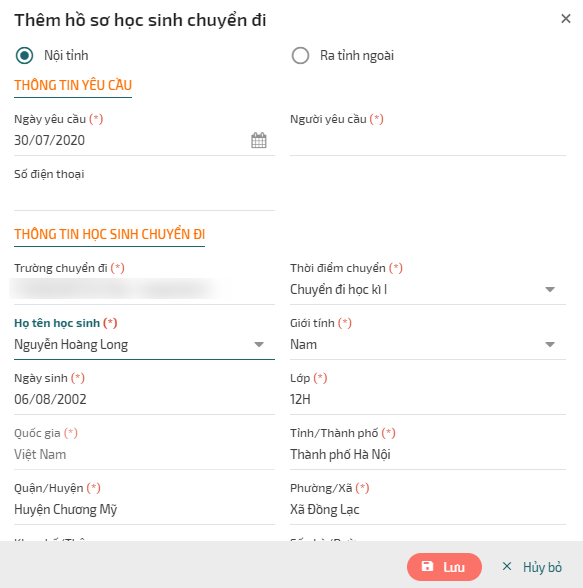 Thêm hồ sơ học sinh chuyển đi ×
Nội tỉnh Ra tỉnh ngoài
THÔNG TIN YÊU CẦU
Ngày yêu cầu (*) Người yêu cầu (*)
30/07/2020
Số điện thoại
THÔNG TIN HỌC SINH CHUYỂN ĐI
Trường chuyển đi (*) Thời điểm chuyển (*)
Chuyển đi học kì I
Họ tên học sinh (*) Giới tính (*)
Nguyễn Hoàng Long Nam
Ngày sinh (*) Lớp (*)
06/08/2002 12H
Quốc gia (*) Tỉnh/Thành phố (*)
Việt Nam Thành phố Hà Nội
Quận/Huyện (*) Phường/Xã (*)
Huyện Chương Mỹ Xã Đồng Lạc
Lưu × Hủy bỏ